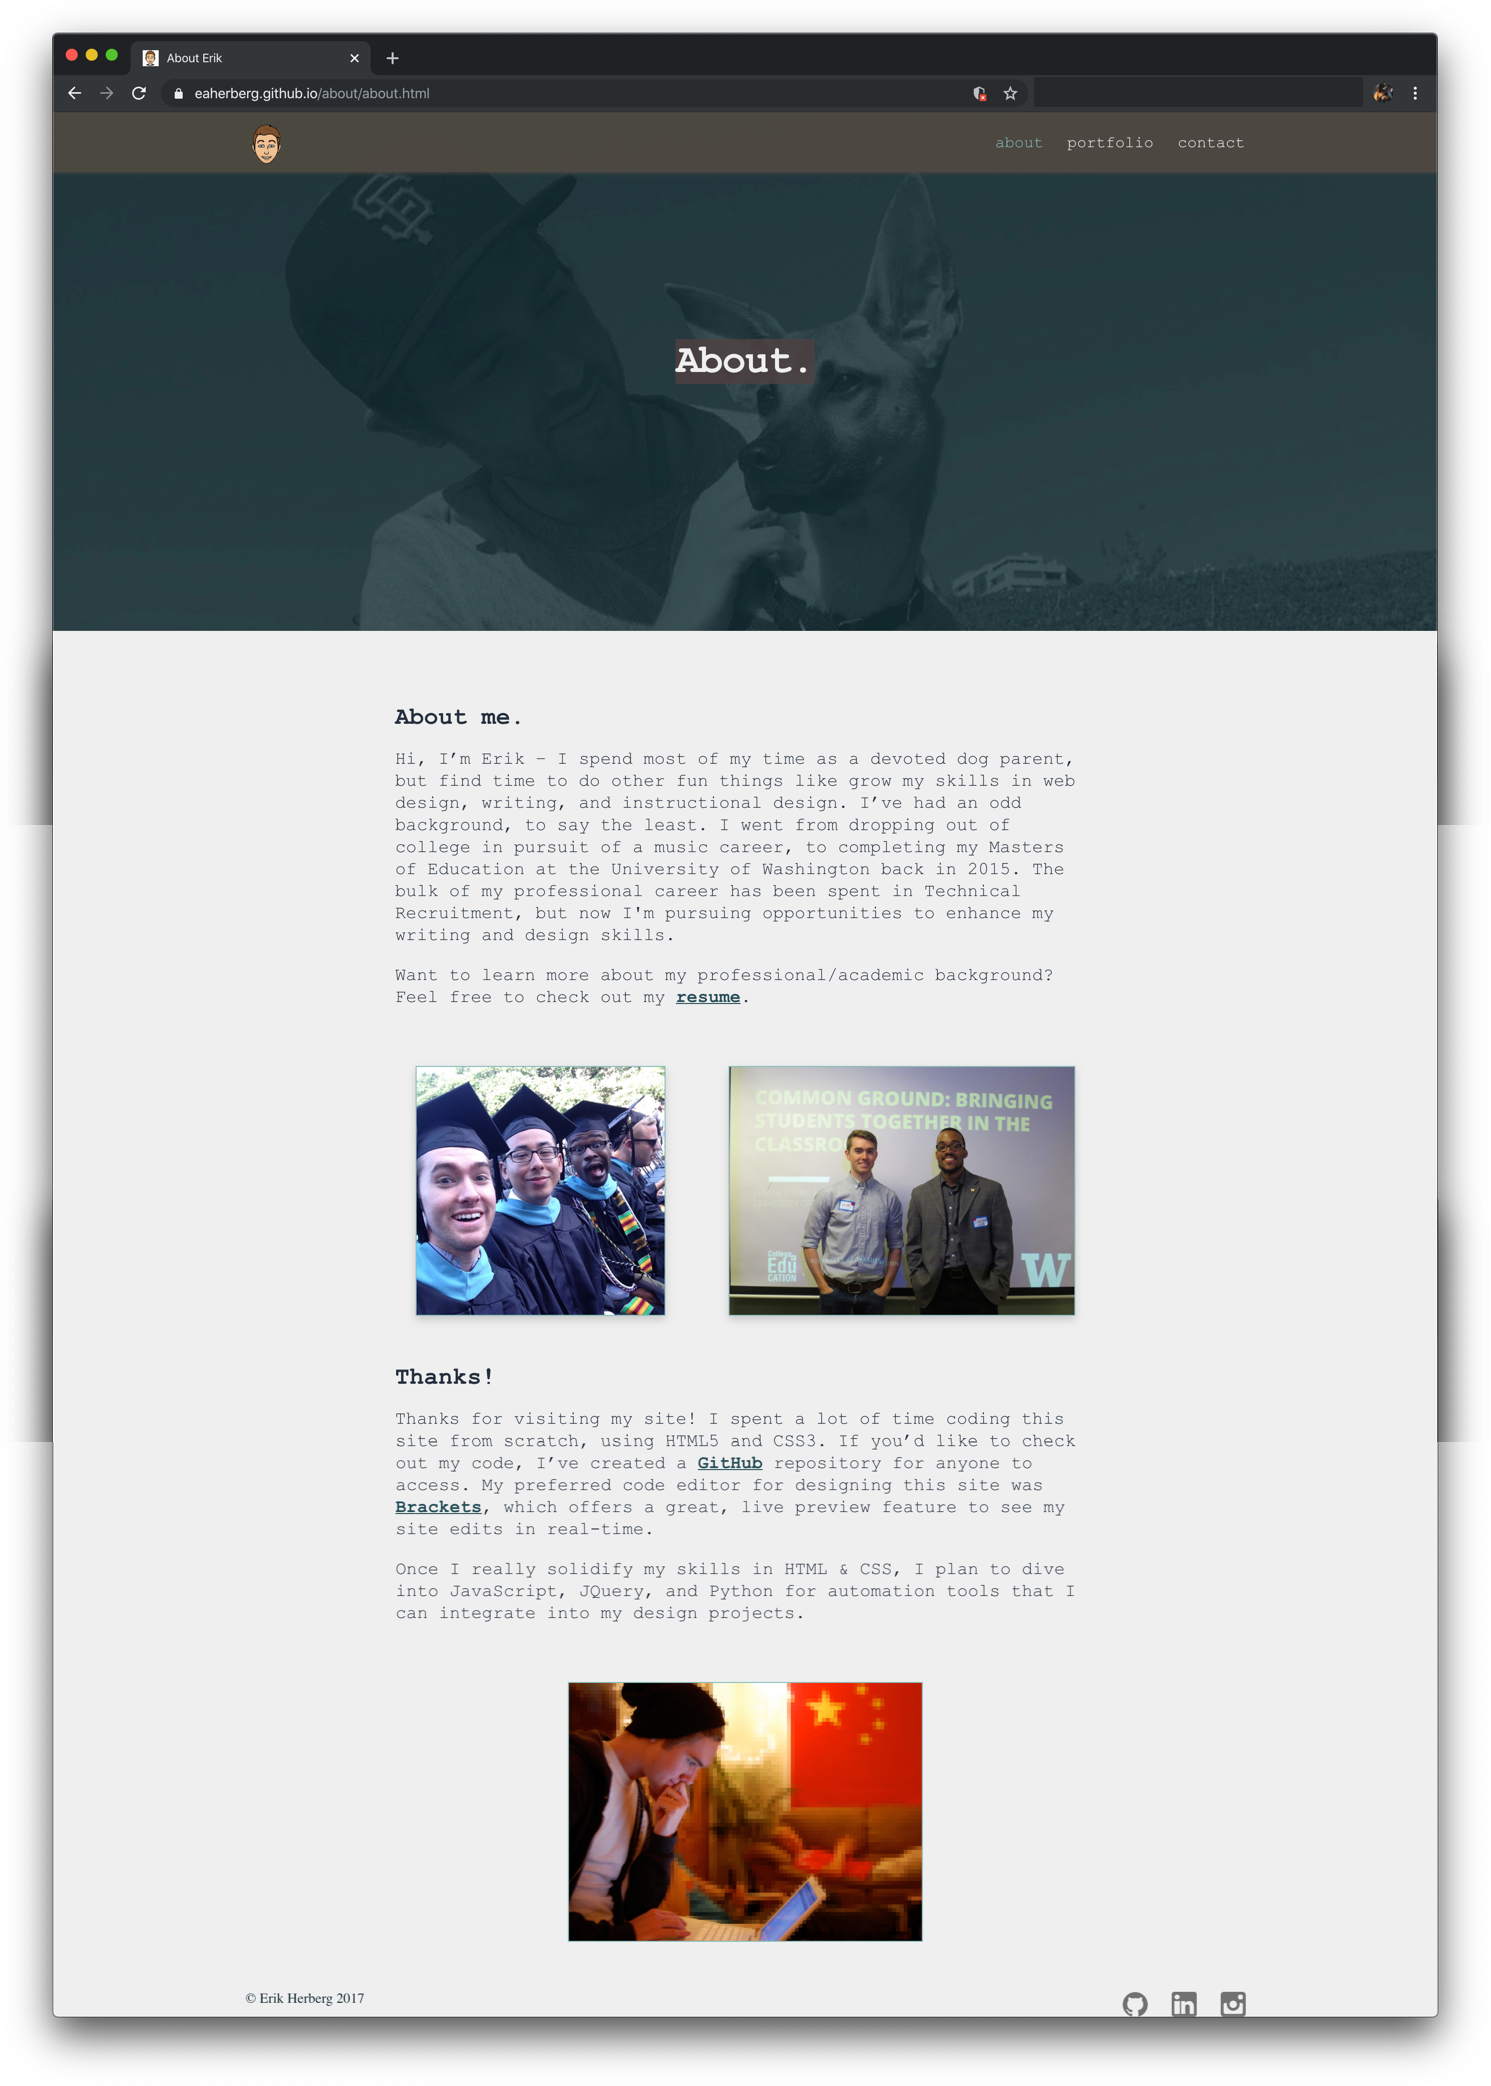 About Erik
eaherberg.github.io/about/about.html
about portfolio contact
About.
About me.
Hi, I’m Erik – I spend most of my time as a devoted dog parent,
but find time to do other fun things like grow my skills in web
design, writing, and instructional design. I’ve had an odd
background, to say the least. I went from dropping out of
college in pursuit of a music career, to completing my Masters
of Education at the University of Washington back in 2015. The
bulk of my professional career has been spent in Technical
Recruitment, but now I'm pursuing opportunities to enhance my
writing and design skills.
Want to learn more about my professional/academic background?
Feel free to check out my resume.
COMMON GROUND: BRINGING
STUDENTS TOGETHER IN THE
CLASSRO
College
Edu
CATION
W
Thanks!
Thanks for visiting my site! I spent a lot of time coding this
site from scratch, using HTML5 and CSS3. If you’d like to check
out my code, I’ve created a GitHub repository for anyone to
access. My preferred code editor for designing this site was
Brackets, which offers a great, live preview feature to see my
site edits in real-time.
Once I really solidify my skills in HTML & CSS, I plan to dive
into JavaScript, JQuery, and Python for automation tools that I
can integrate into my design projects.
© Erik Herberg 2017